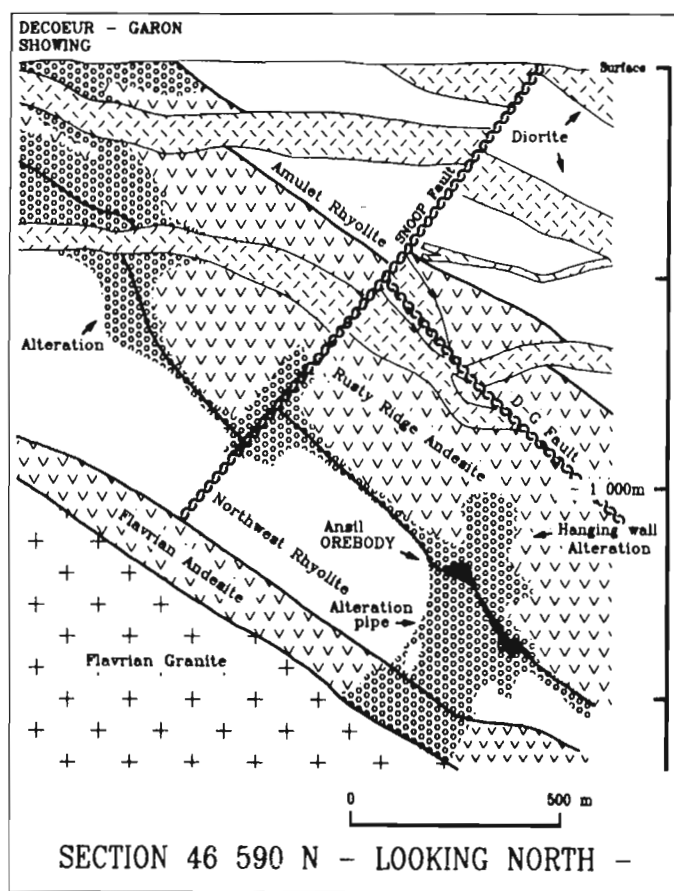 DECOEUR - GARON
SHOWING
Surface
Diorite
SNOOP Fault
Amulet Rhyolite
Alteration
Rusty Ridge Andesite
D-G Fault
1 000m
Hanging wall
Alteration
Ansil
OREBODY
Northwest Rhyolite
Flavrian Andesite
Alteration
pipe
Flavrian Granite
0
500 m
SECTION 46 590 N - LOOKING NORTH -